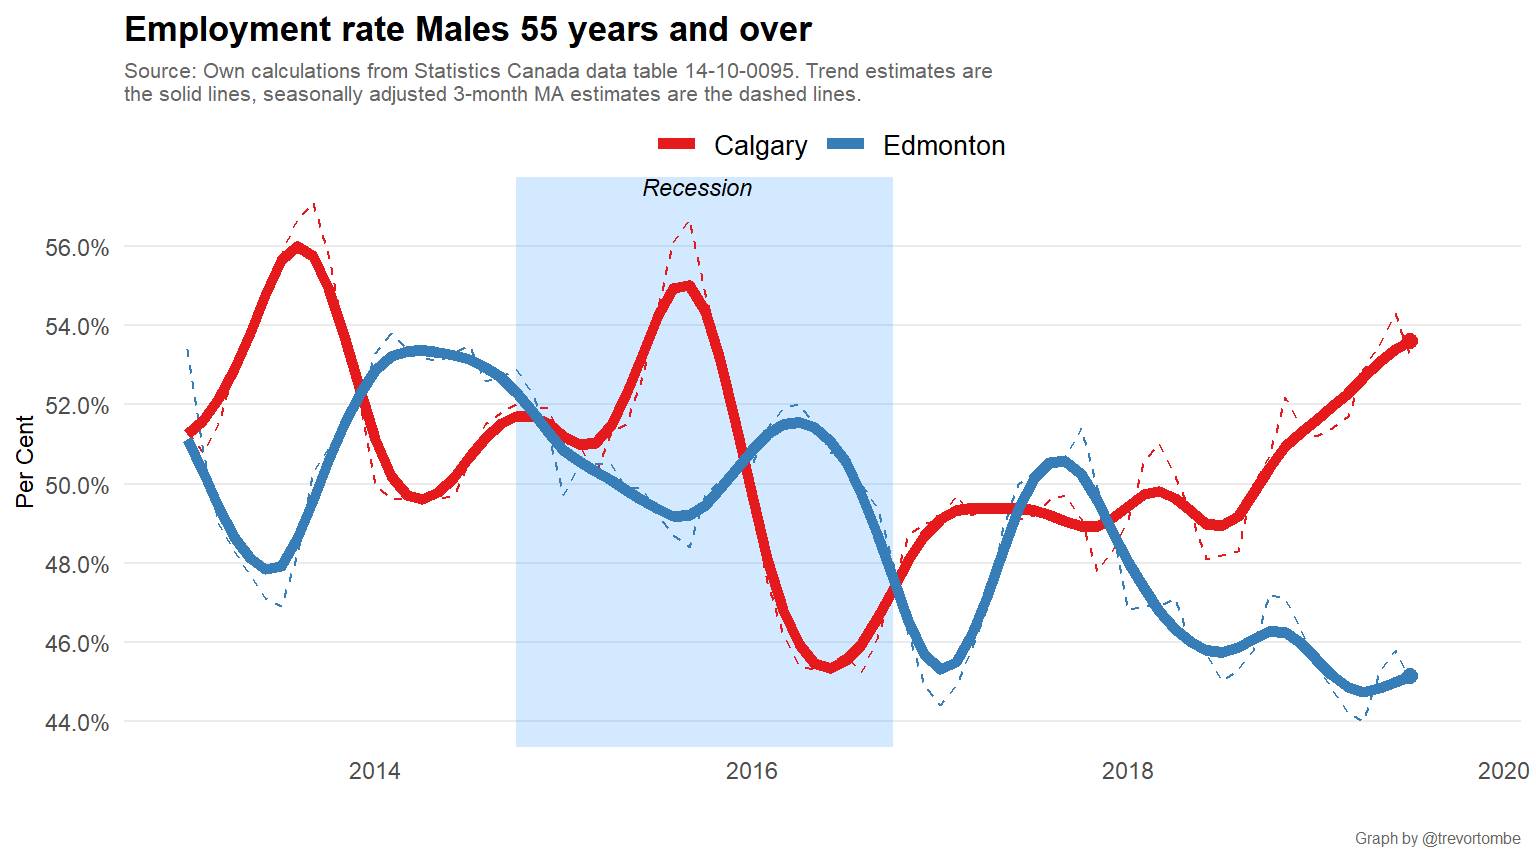 Employment rate Males 55 years and over
Source: Own calculations from Statistics Canada data table 14-10-0095. Trend estimates are
the solid lines, seasonally adjusted 3-month MA estimates are the dashed lines.
Calgary Edmonton
Recession
56.0%
54.0%
52.0%
50.0%
48.0%
46.0%
44.0%
Per Cent
2014 2016 2018 2020
Graph by @trevortombe